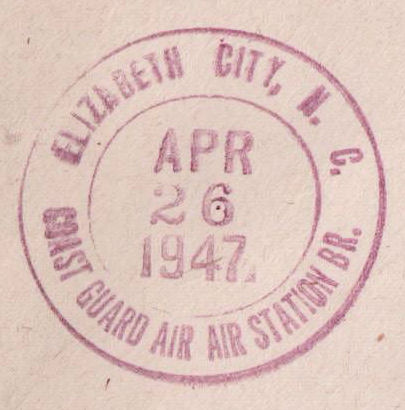 ELIZABETH CITY, N. C.
APR
26
1947.
COAST GUARD AIR AIR STATION BR.